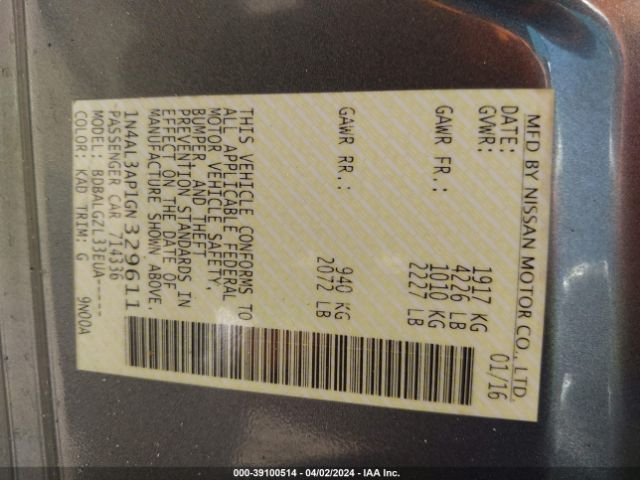 MFD BY NISSAN MOTOR CO., LTD.
DATE: 01/16
GVWR: 1917 KG
4226 LB
GAWR FR.: 1010 KG
2227 LB
GAWR RR.: 940 KG
2072 LB
THIS VEHICLE CONFORMS TO
ALL APPLICABLE FEDERAL
MOTOR VEHICLE SAFETY,
BUMPER, AND THEFT
PREVENTION STANDARDS IN
EFFECT ON THE DATE OF
MANUFACTURE SHOWN ABOVE.
1N4AL3AP1GN329611
PASSENGER CAR 714336
MODEL: BDBALGZL33EUA-----
COLOR: KAD TRIM: G 9N00A
000-39100514 - 04/02/2024 - IAA Inc.